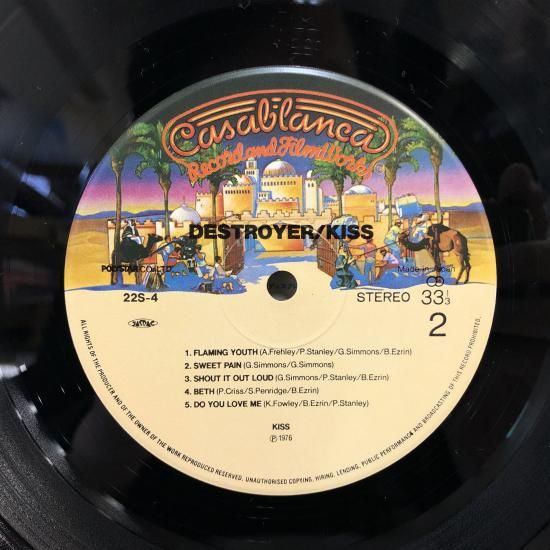 Casablanca
Record and FilmWorks
DESTROYER/KISS
POLYSTAR CO., LTD.
Made in Japan
22S-4
STEREO 33 1/3
JASRAC
2
1. FLAMING YOUTH (A.Frehley/P.Stanley/G.Simmons/B.Ezrin)
2. SWEET PAIN (G.Simmons/G.Simmons)
3. SHOUT IT OUT LOUD (G.Simmons/P.Stanley/B.Ezrin)
4. BETH (P.Criss/S.Penridge/B.Ezrin)
5. DO YOU LOVE ME (K.Fowley/B.Ezrin/P.Stanley)
KISS
Ⓟ 1976
ALL RIGHTS OF THE PRODUCER AND OF THE OWNER OF THE WORK REPRODUCED RESERVED. UNAUTHORISED COPYING, HIRING, LENDING, PUBLIC PERFORMANCE AND BROADCASTING OF THIS RECORD PROHIBITED.